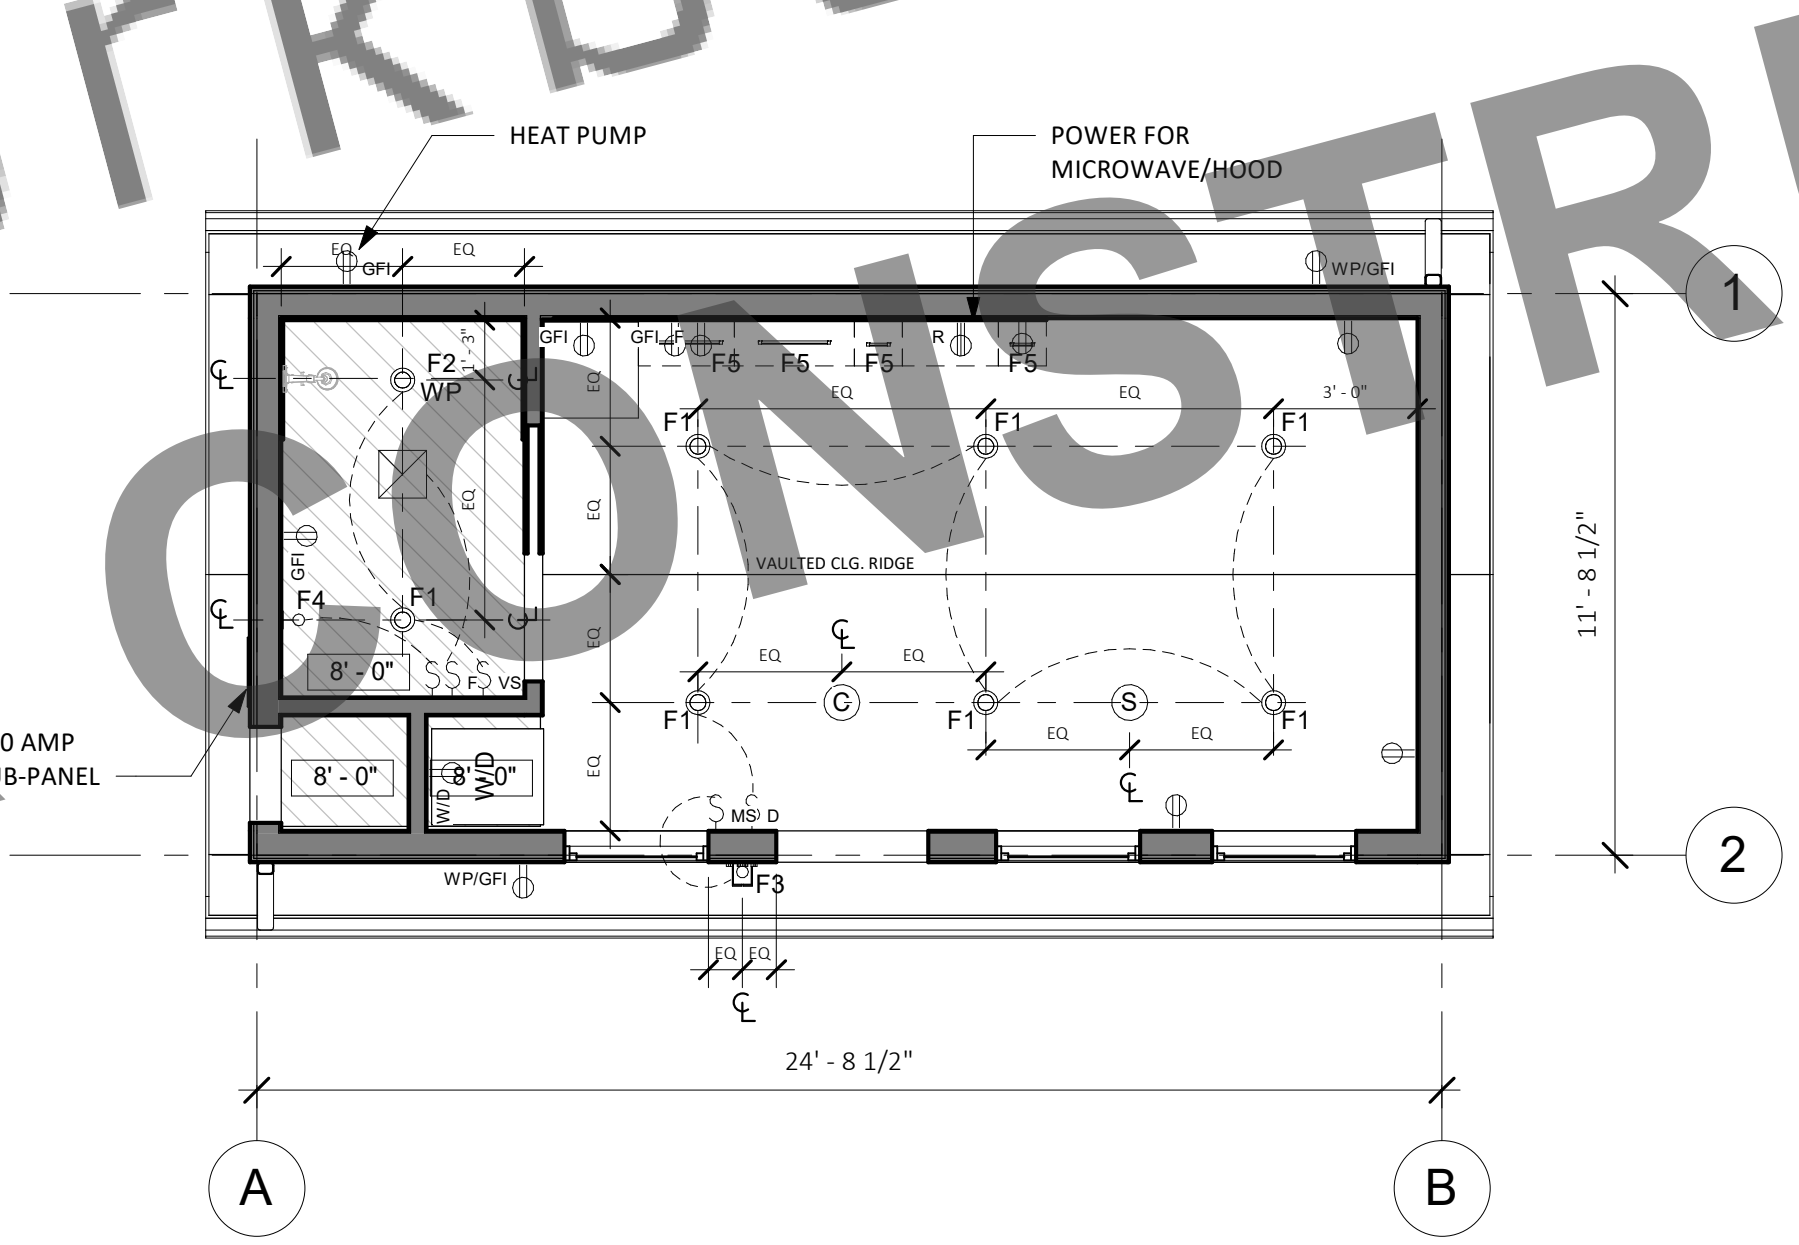 CONSTR
HEAT PUMP
POWER FOR
MICROWAVE/HOOD
EQ
EQ
GFI
WP/GFI
1
GFI
GFI
F
R
F5
F5
F5
F5
1' - 3"
F2
WP
EQ
EQ
EQ
3' - 0"
F1
F1
F1
EQ
EQ
11' - 8 1/2"
GFI
VAULTED CLG. RIDGE
F4
F1
EQ
EQ
EQ
8' - 0"
F
VS
C
S
F1
F1
F1
0 AMP
B-PANEL
EQ
EQ
8' - 0"
8' - 0"
W/D
W/D
EQ
MS
D
2
WP/GFI
F3
EQ
EQ
24' - 8 1/2"
A
B